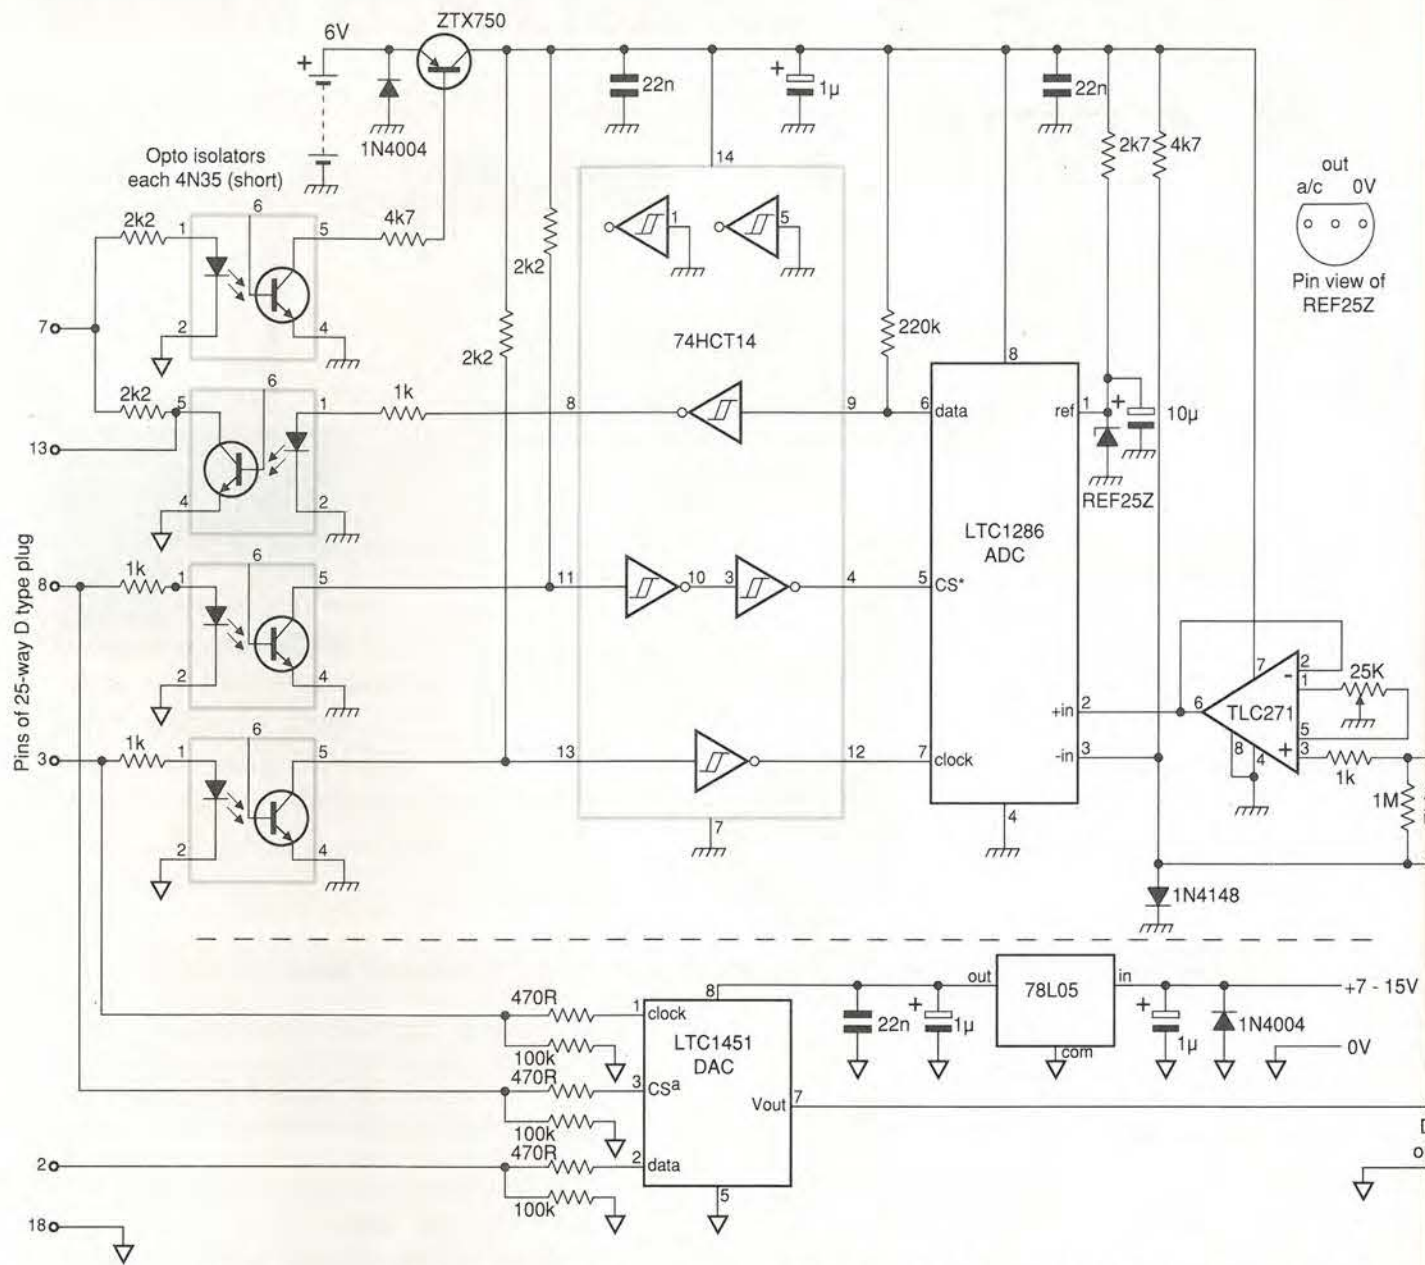 ZTX750
6V
+
22n
+
1µ
22n
1N4004
Opto isolators
each 4N35 (short)
14
2k7
4k7
out
a/c 0V
Pin view of
REF25Z
6
2k2
1
5
4k7
1
5
2k2
2
4
7
2k2
74HCT14
220k
8
6
2k2
5
1
1k
8
9
6
data
ref
1
+
10µ
13
4
2
REF25Z
LTC1286
ADC
6
8
1k
1
5
11
10
3
4
5
CS*
2
4
7
2
1
-
25K
TLC271
6
+in
2
5
+
3
8
4
1k
6
3
1k
1
5
13
12
7
clock
-in
3
2
4
7
4
1M
1N4148
Pins of 25-way D type plug
out
78L05
in
+7 - 15V
8
470R
1
clock
22n
+
1µ
com
+
1µ
1N4004
0V
100k
LTC1451
DAC
470R
3
CSª
Vout
7
100k
470R
2
2
data
100k
5
18